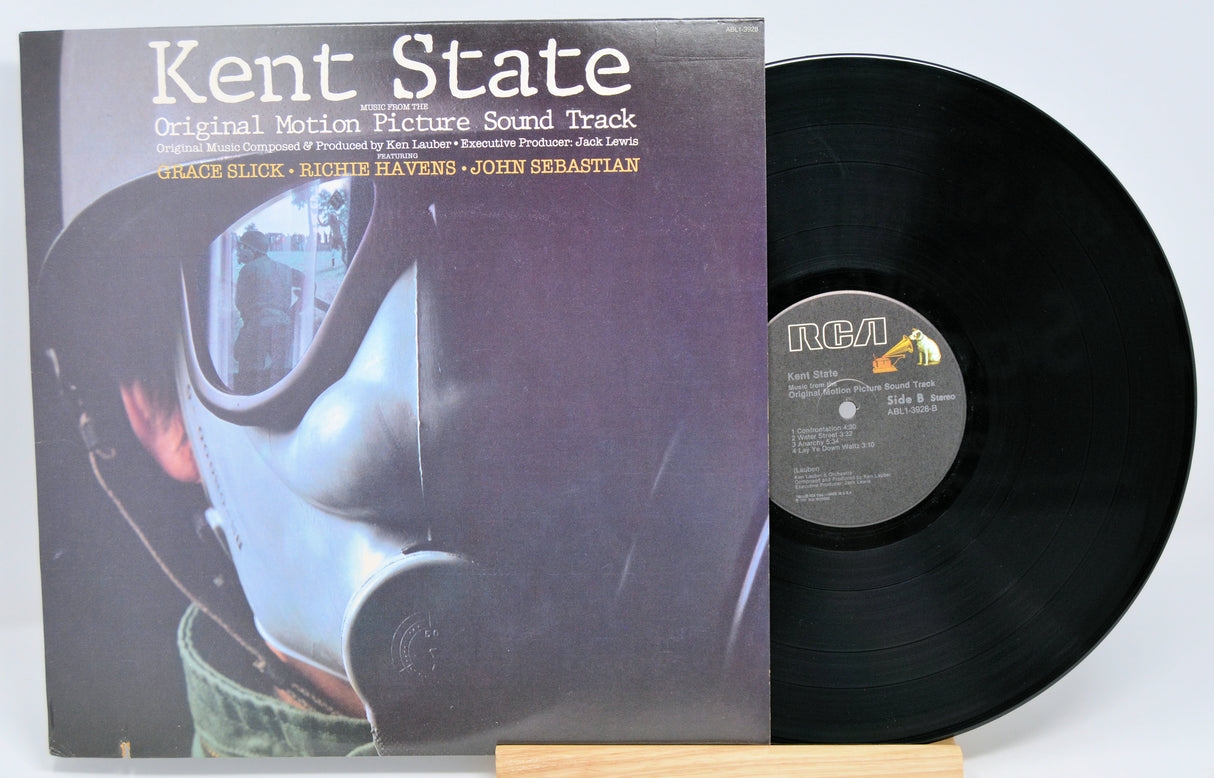 ABL1-3928
Kent State
MUSIC FROM THE
Original Motion Picture Sound Track
Original Music Composed & Produced by Ken Lauber • Executive Producer: Jack Lewis
FEATURING
GRACE SLICK • RICHIE HAVENS • JOHN SEBASTIAN
50
RCA
Kent State
Music from the
Original Motion Picture Sound Track
Side B Stereo
ABL1-3928-B
1 Confrontation 4:30
2 Water Street 3:32
3 Anarchy 5:34
4 Lay Ye Down Waltz 3:10
(Lauber)
Ken Lauber & Orchestra
Composed and Produced by Ken Lauber
Executive Producer: Jack Lewis